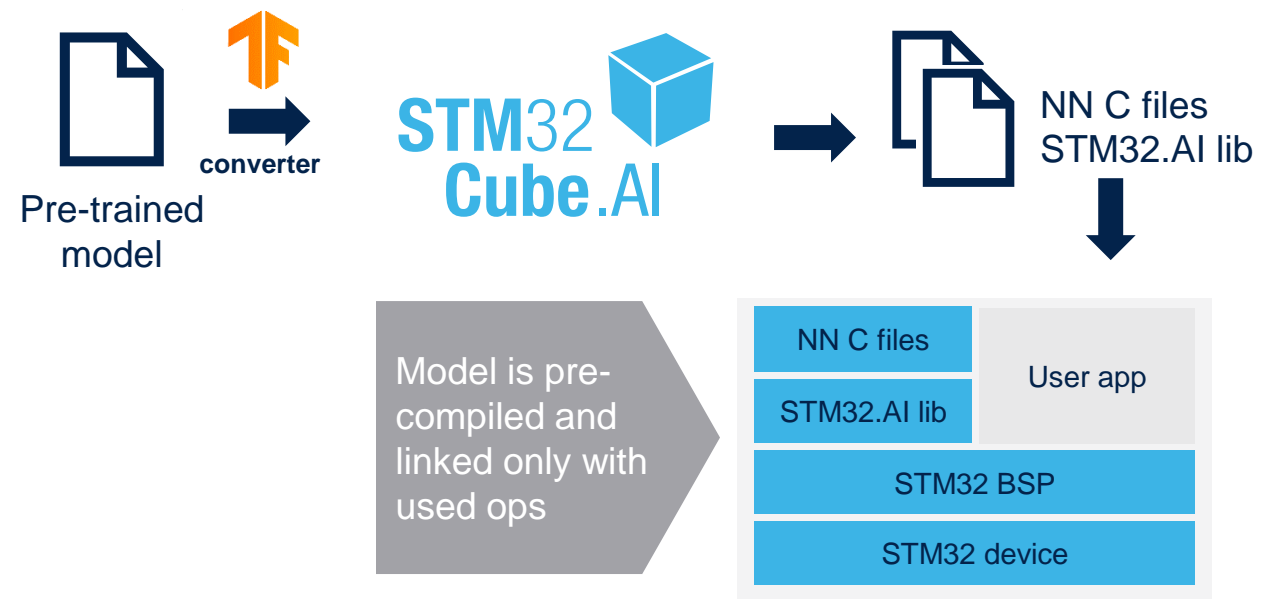 converter
Pre-trained
model
STM32
Cube.AI
NN C files
STM32.AI lib
Model is pre-
compiled and
linked only with
used ops
NN C files
STM32.AI lib
User app
STM32 BSP
STM32 device